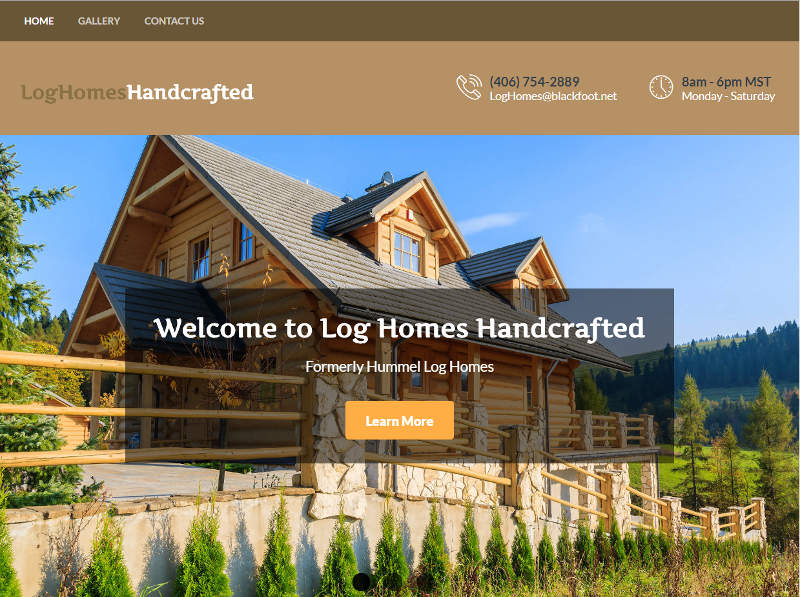 HOME GALLERY CONTACT US
LogHomesHandcrafted
(406) 754-2889
LogHomes@blackfoot.net
8am - 6pm MST
Monday - Saturday
Welcome to Log Homes Handcrafted
Formerly Hummel Log Homes
Learn More